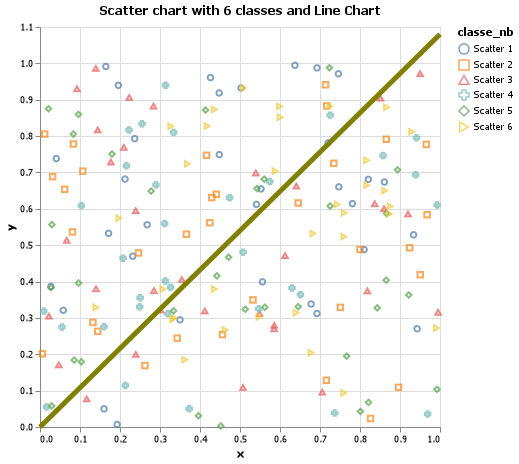 Scatter chart with 6 classes and Line Chart
1.1
1.0
0.9
0.8
0.7
0.6
0.5
0.4
0.3
0.2
0.1
0.0
y
0.0 0.1 0.2 0.3 0.4 0.5 0.6 0.7 0.8 0.9 1.0
x
classe_nb
Scatter 1
Scatter 2
Scatter 3
Scatter 4
Scatter 5
Scatter 6